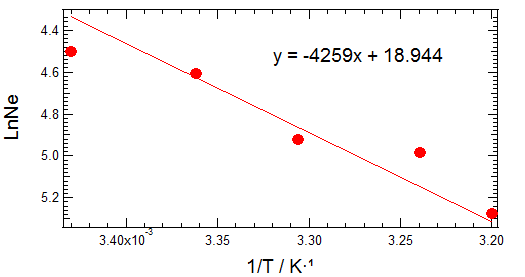 4.4
y = -4259x + 18.944
4.6
4.8
5.0
5.2
LnNe
3.40x10⁻³ 3.35 3.30 3.25 3.20
1/T / K·¹